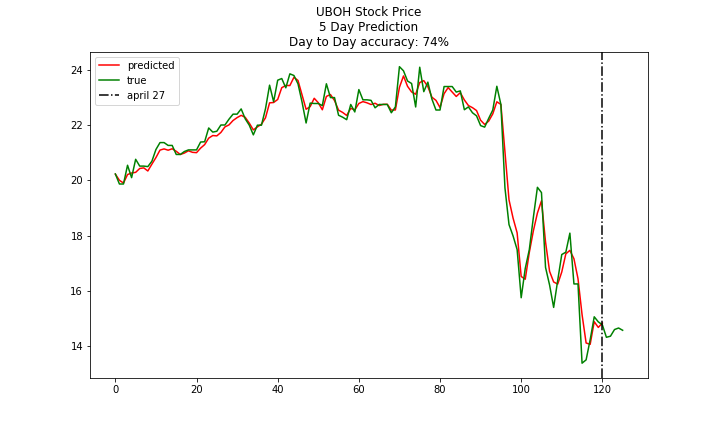 UBOH Stock Price
5 Day Prediction
Day to Day accuracy: 74%
predicted
true
april 27
24
22
20
18
16
14
0
20
40
60
80
100
120